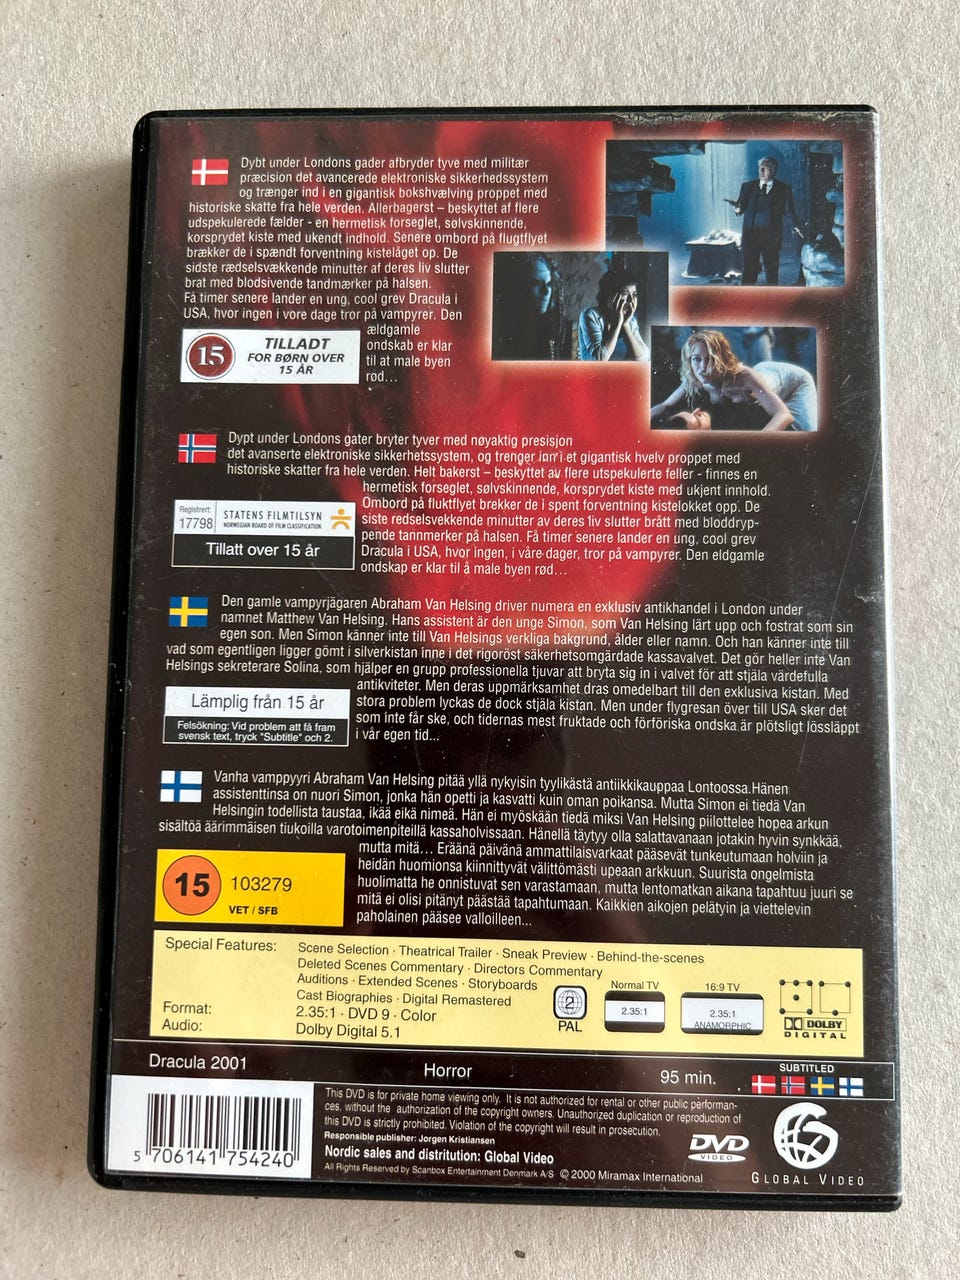 Dybt under Londons gader afbryder tyve med militær
præcision det avancerede elektroniske sikkerhedssystem
og trænger ind i en gigantisk bokshvælving proppet med
historiske skatte fra hele verden. Allerbagerst – beskyttet af flere
udspekulerede fælder - en hermetisk forseglet, sølvskinnende,
korsprydet kiste med ukendt indhold. Senere ombord på flugtflyet
brækker de i spændt forventning kistelåget op. De
sidste rædselsvækkende minutter af deres liv slutter
brat med blodsivende tandmærker på halsen.
Få timer senere lander en ung, cool grev Dracula i
USA, hvor ingen i vore dage tror på vampyrer. Den
ældgamle
ondskab er klar
til at male byen
rød...
15
TILLADT
FOR BØRN OVER
15 ÅR
Dypt under Londons gater bryter tyver med nøyaktig presisjon
det avanserte elektroniske sikkerhetssystem, og trenger inn i et gigantisk hvelv proppet med
historiske skatter fra hele verden. Helt bakerst – beskyttet av flere utspekulerte feller - finnes en
hermetisk forseglet, sølvskinnende, korsprydet kiste med ukjent innhold.
Ombord på fluktflyet brekker de i spent forventning kistelokket opp. De
siste redselsvekkende minutter av deres liv slutter brått med bloddryp-
pende tannmerker på halsen. Få timer senere lander en ung, cool grev
Dracula i USA, hvor ingen, i våre dager, tror på vampyrer. Den eldgamle
ondskap er klar til å male byen rød...
Registrert:
17798
STATENS FILMTILSYN
NORWEGIAN BOARD OF FILM CLASSIFICATION
Tillatt over 15 år
Den gamle vampyrjägaren Abraham Van Helsing driver numera en exklusiv antikhandel i London under
namnet Matthew Van Helsing. Hans assistent är den unge Simon, som Van Helsing lärt upp och fostrat som sin
egen son. Men Simon känner inte till Van Helsings verkliga bakgrund, ålder eller namn. Och han känner inte till
vad som egentligen ligger gömt i silverkistan inne i det rigoröst säkerhetsomgärdade kassavalvet. Det gör heller inte Van
Helsings sekreterare Solina, som hjälper en grupp professionella tjuvar att bryta sig in i valvet för att stjäla värdefulla
antikviteter. Men deras uppmärksamhet dras omedelbart till den exklusiva kistan. Med
stora problem lyckas de dock stjäla kistan. Men under flygresan över till USA sker det
som inte får ske, och tidernas mest fruktade och förföriska ondska är plötsligt lössläppt
i vår egen tid...
Lämplig från 15 år
Felsökning: Vid problem att få fram
svensk text, tryck "Subtitle" och 2.
Vanha vamppyyri Abraham Van Helsing pitää yllä nykyisin tyylikästä antiikkikauppa Lontoossa.Hänen
assistenttinsa on nuori Simon, jonka hän opetti ja kasvatti kuin oman poikansa. Mutta Simon ei tiedä Van
Helsingin todellista taustaa, ikää eikä nimeä. Hän ei myöskään tiedä miksi Van Helsing piilottelee hopea arkun
sisältöä äärimmäisen tiukoilla varotoimenpiteillä kassaholvissaan. Hänellä täytyy olla salattavanaan jotakin hyvin synkkää,
mutta mitä... Eräänä päivänä ammattilaisvarkaat pääsevät tunkeutumaan holviin ja
heidän huomionsa kiinnittyvät välittömästi upeaan arkkuun. Suurista ongelmista
huolimatta he onnistuvat sen varastamaan, mutta lentomatkan aikana tapahtuu juuri se
mitä ei olisi pitänyt päästää tapahtumaan. Kaikkien aikojen pelätyin ja viettelevin
paholainen pääsee valloilleen...
15
103279
VET / SFB
Special Features: Scene Selection · Theatrical Trailer · Sneak Preview · Behind-the-scenes
Deleted Scenes Commentary · Directors Commentary
Auditions · Extended Scenes · Storyboards
Cast Biographies · Digital Remastered
Format: 2.35:1 · DVD 9 · Color
Audio: Dolby Digital 5.1
2
PAL
Normal TV
2.35:1
16:9 TV
2.35:1
ANAMORPHIC
DOLBY
DIGITAL
Dracula 2001
Horror
95 min.
SUBTITLED
5 706141 754240
This DVD is for private home viewing only. It is not authorized for rental or other public performan-
ces, without the authorization of the copyright owners. Unauthorized duplication or reproduction of
this DVD is strictly prohibited. Violation of the copyright will result in prosecution.
Responsible publisher: Jørgen Kristiansen
Nordic sales and distritution: Global Video
All Rights Reserved by Scanbox Entertainment Denmark A/S © 2000 Miramax International
DVD
VIDEO
GLOBAL VIDEO